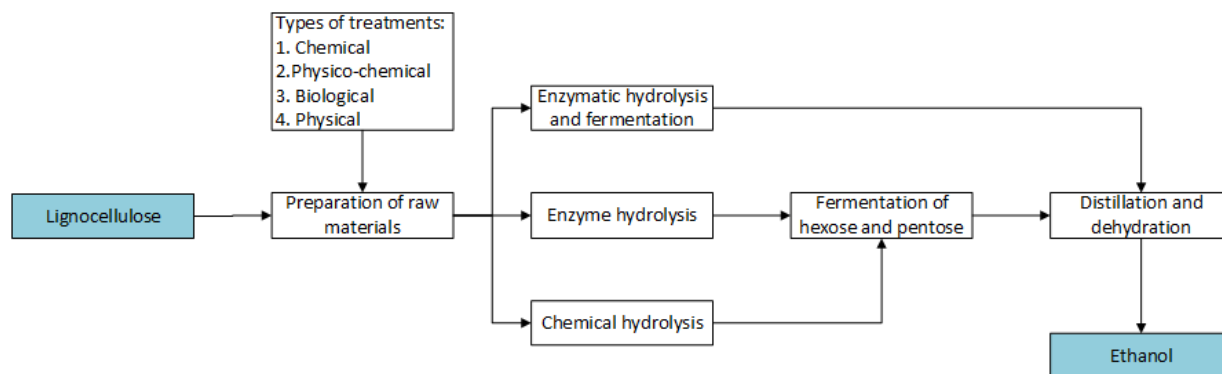 Types of treatments:
1. Chemical
2.Physico-chemical
3. Biological
4. Physical
Enzymatic hydrolysis
and fermentation
Lignocellulose
Preparation of raw
materials
Enzyme hydrolysis
Fermentation of
hexose and pentose
Distillation and
dehydration
Chemical hydrolysis
Ethanol